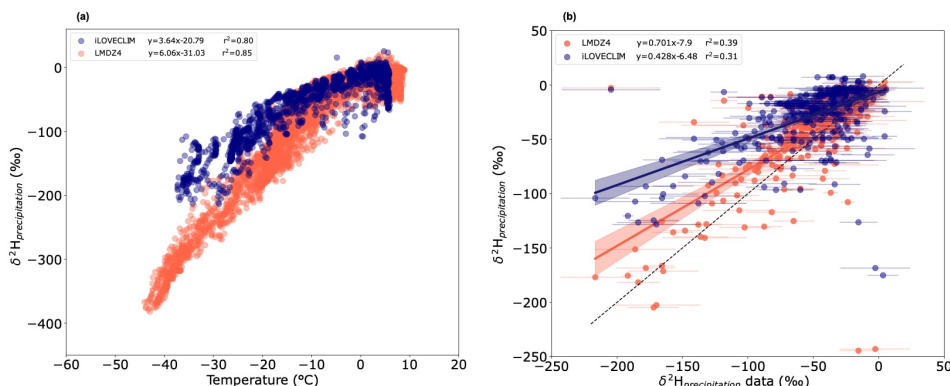 (a)
iLOVECLIM y=3.64x-20.79 r²=0.80
LMDZ4 y=6.06x-31.03 r²=0.85
0
−100
−200
−300
−400
δ²Hprecipitation
(‰)
−60 −50 −40 −30 −20 −10 0 10 20
Temperature (°C)
(b)
LMDZ4 y=0.701x-7.9 r²=0.39
iLOVECLIM y=0.428x-6.48 r²=0.31
50
0
−50
−100
−150
−200
−250
δ²Hprecipitation
(‰)
−250 −200 −150 −100 −50 0 50
δ²Hprecipitation data (‰)